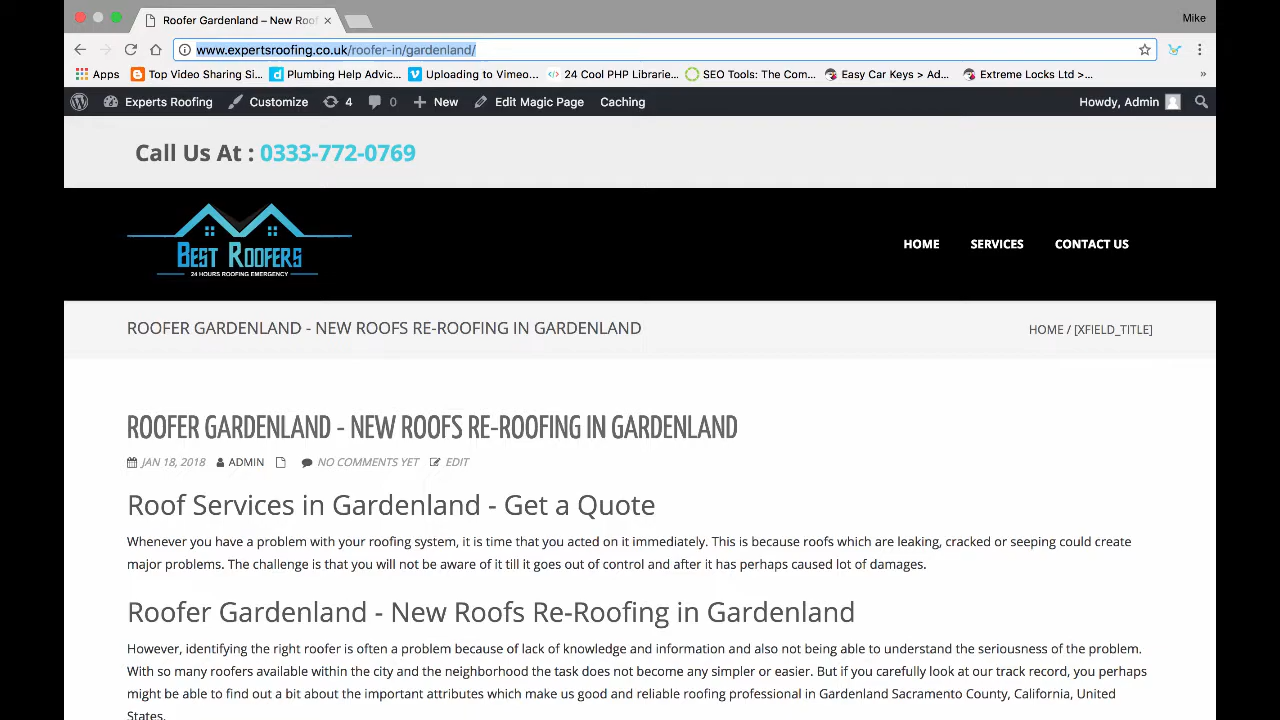 Roofer Gardenland – New Roof
Mike
www.expertsroofing.co.uk/roofer-in/gardenland/
Apps Top Video Sharing Si... Plumbing Help Advic... Uploading to Vimeo... 24 Cool PHP Librarie... SEO Tools: The Com... Easy Car Keys > Ad... Extreme Locks Ltd >... »
Experts Roofing Customize 4 0 New Edit Magic Page Caching Howdy, Admin
Call Us At : 0333-772-0769
BEST ROOFERS
24 HOURS ROOFING EMERGENCY
HOME SERVICES CONTACT US
ROOFER GARDENLAND - NEW ROOFS RE-ROOFING IN GARDENLAND HOME / [XFIELD_TITLE]
ROOFER GARDENLAND - NEW ROOFS RE-ROOFING IN GARDENLAND
JAN 18, 2018 ADMIN NO COMMENTS YET EDIT
Roof Services in Gardenland - Get a Quote
Whenever you have a problem with your roofing system, it is time that you acted on it immediately. This is because roofs which are leaking, cracked or seeping could create
major problems. The challenge is that you will not be aware of it till it goes out of control and after it has perhaps caused lot of damages.
Roofer Gardenland - New Roofs Re-Roofing in Gardenland
However, identifying the right roofer is often a problem because of lack of knowledge and information and also not being able to understand the seriousness of the problem.
With so many roofers available within the city and the neighborhood the task does not become any simpler or easier. But if you carefully look at our track record, you perhaps
might be able to find out a bit about the important attributes which make us good and reliable roofing professional in Gardenland Sacramento County, California, United
States.